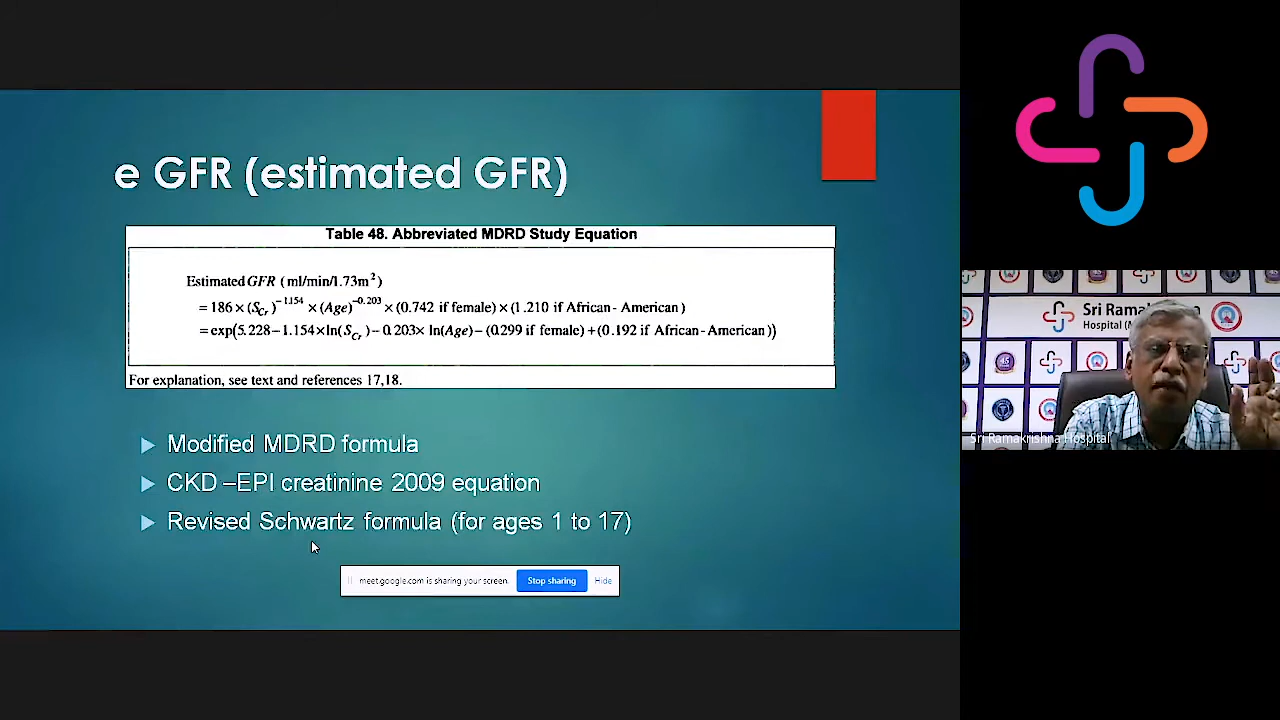 e GFR (estimated GFR)
Table 48. Abbreviated MDRD Study Equation
Estimated GFR (ml/min/1.73m²)
= 186 × (S_Cr)^-1.154 × (Age)^-0.203 × (0.742 if female) × (1.210 if African - American)
= exp(5.228 - 1.154 × ln(S_Cr) - 0.203 × ln(Age) - (0.299 if female) + (0.192 if African - American))
For explanation, see text and references 17,18.
Modified MDRD formula
CKD –EPI creatinine 2009 equation
Revised Schwartz formula (for ages 1 to 17)
meet.google.com is sharing your screen. Stop sharing Hide
Sri Ramakrishna Hospital